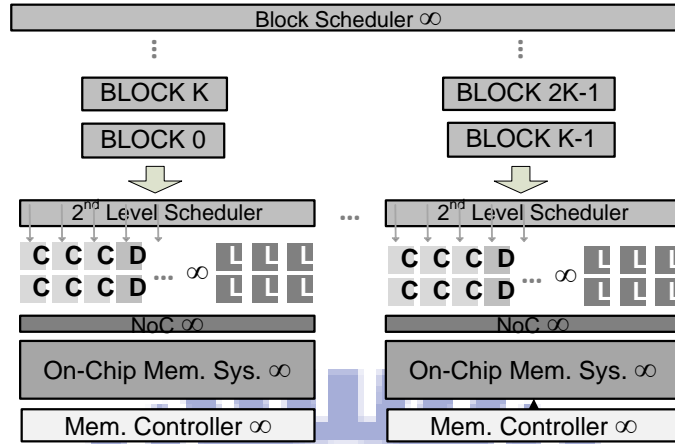 Block Scheduler ∞
⋮ ⋮
BLOCK K BLOCK 2K-1
BLOCK 0 BLOCK K-1
2nd Level Scheduler ... 2nd Level Scheduler
C C C D ... ∞ L L L C C C D ... ∞ L L L
C C C D L L L C C C D L L L
NoC ∞ NoC ∞
On-Chip Mem. Sys. ∞ On-Chip Mem. Sys. ∞
Mem. Controller ∞ Mem. Controller ∞